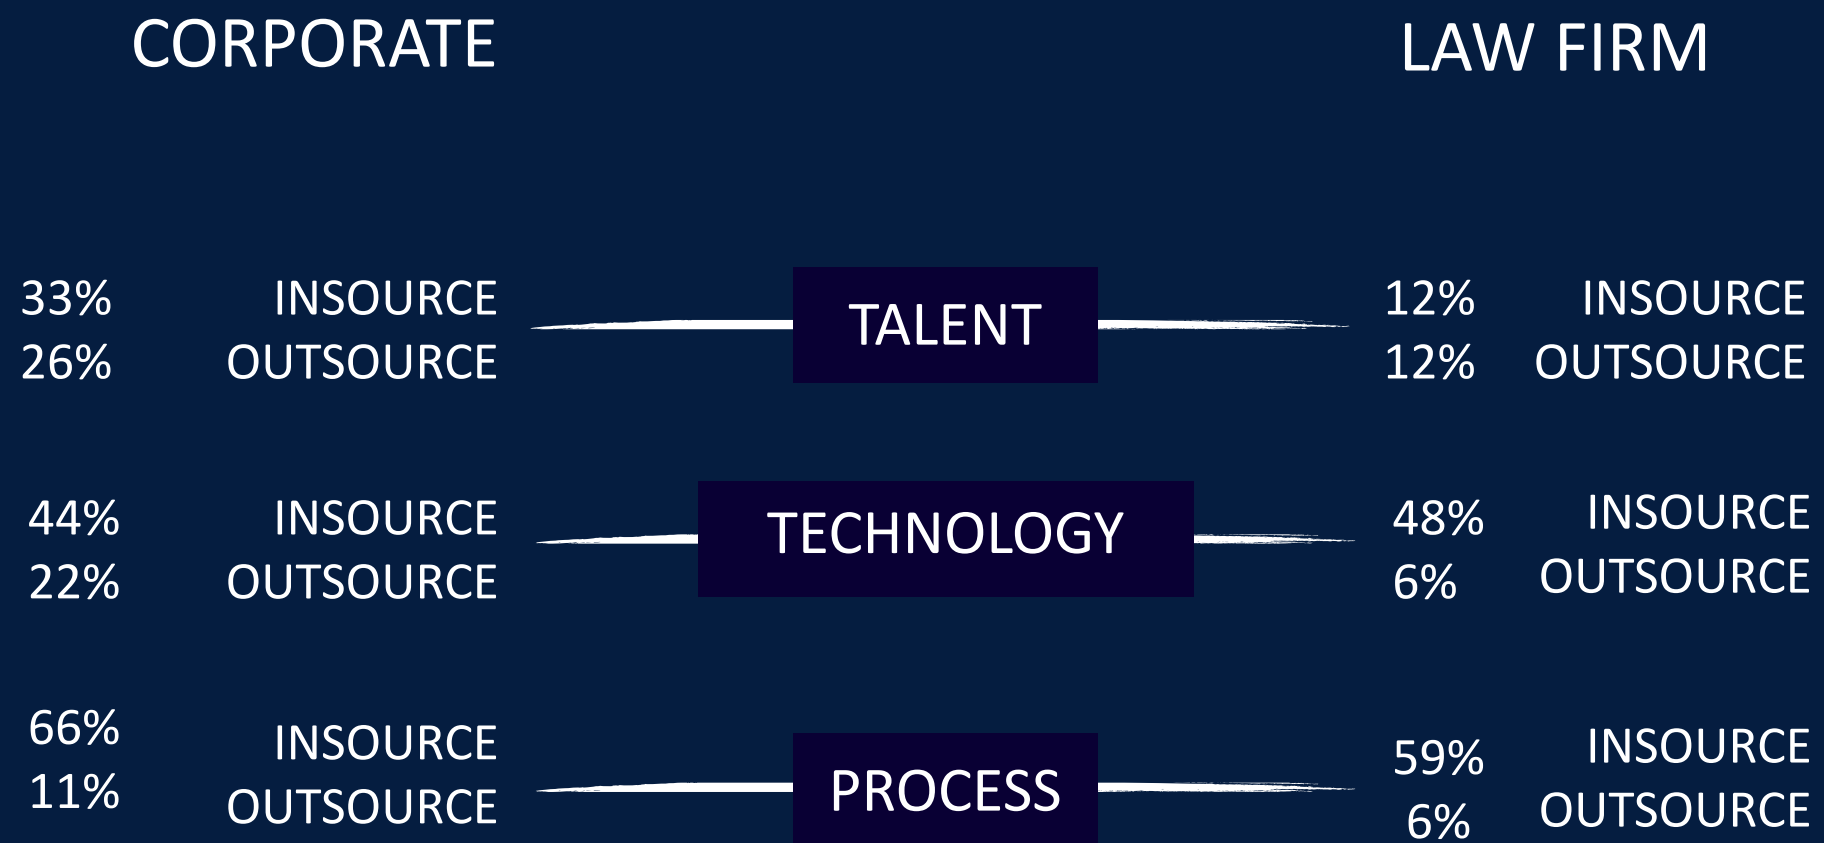 CORPORATE
LAW FIRM
33% INSOURCE
26% OUTSOURCE
TALENT
12% INSOURCE
12% OUTSOURCE
44% INSOURCE
22% OUTSOURCE
TECHNOLOGY
48% INSOURCE
6% OUTSOURCE
66% INSOURCE
11% OUTSOURCE
PROCESS
59% INSOURCE
6% OUTSOURCE